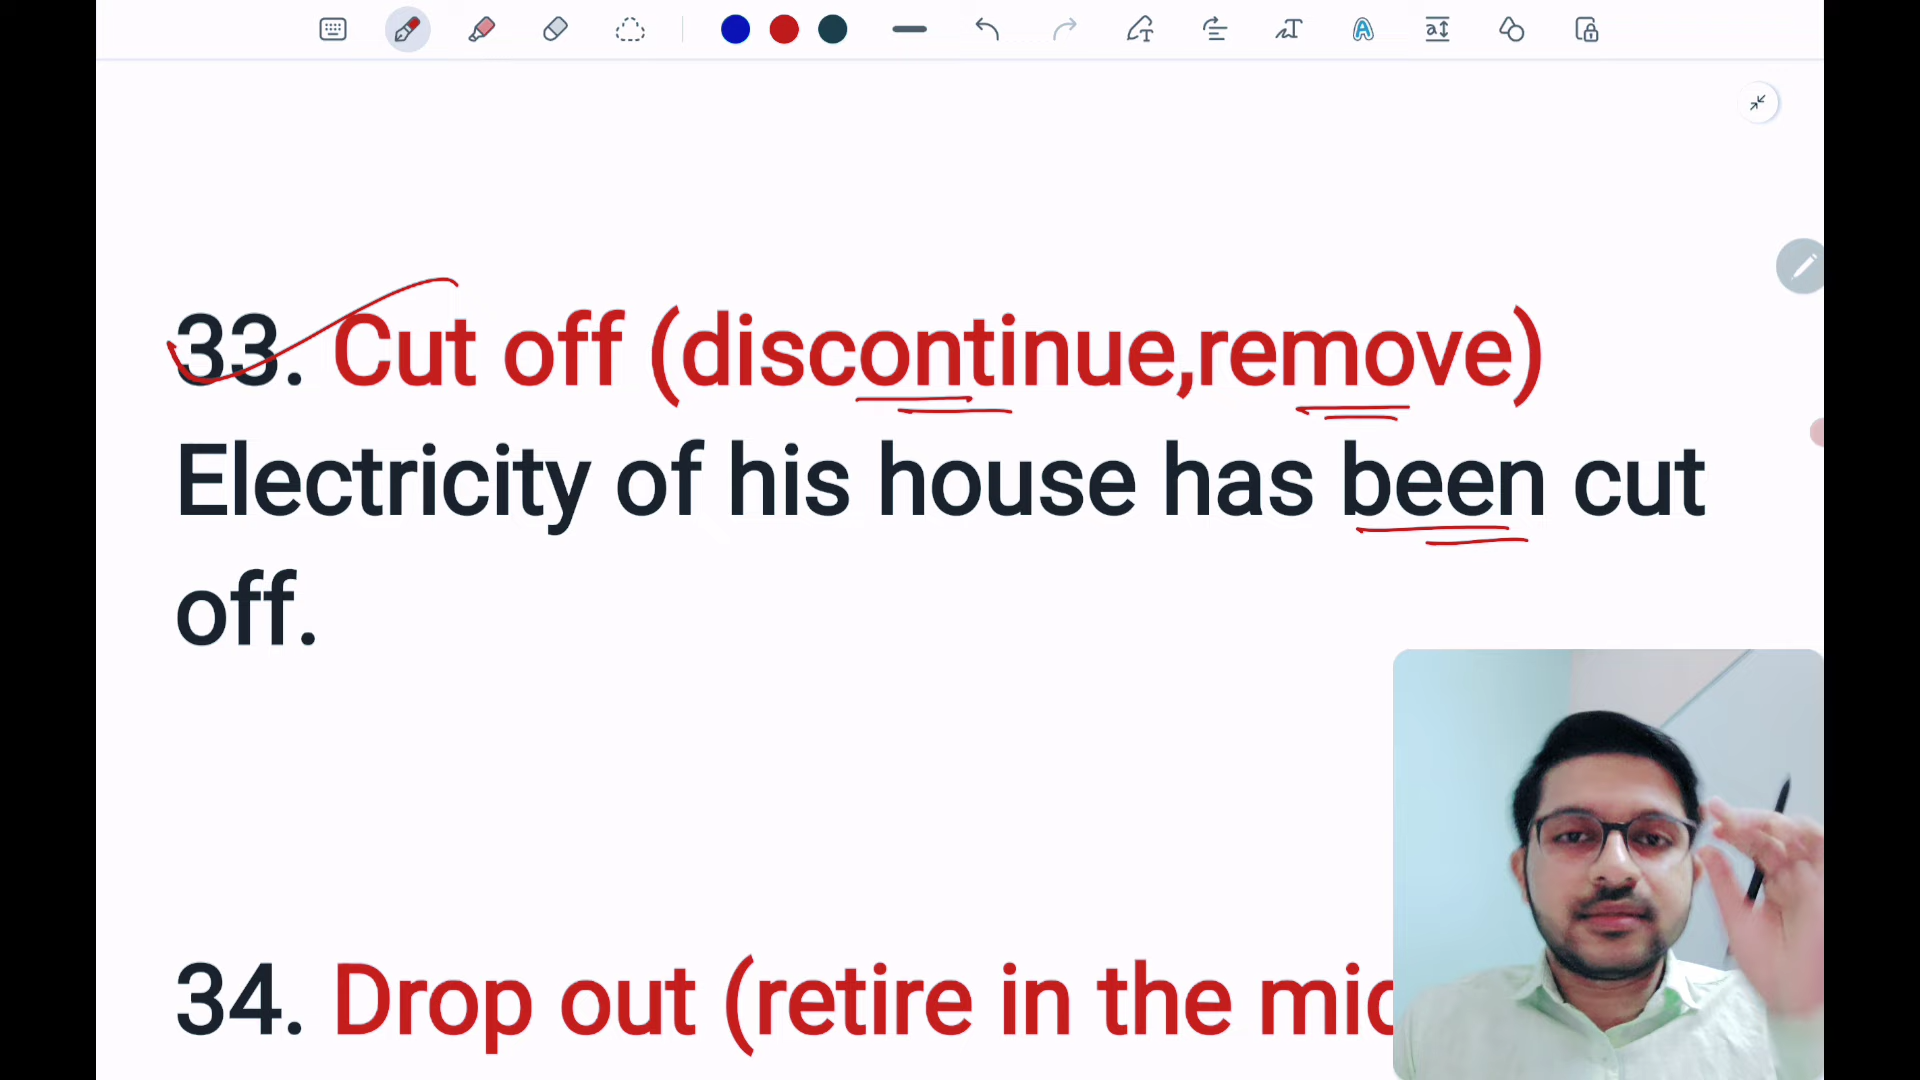 33. Cut off (discontinue,remove)
Electricity of his house has been cut
off.
34. Drop out (retire in the